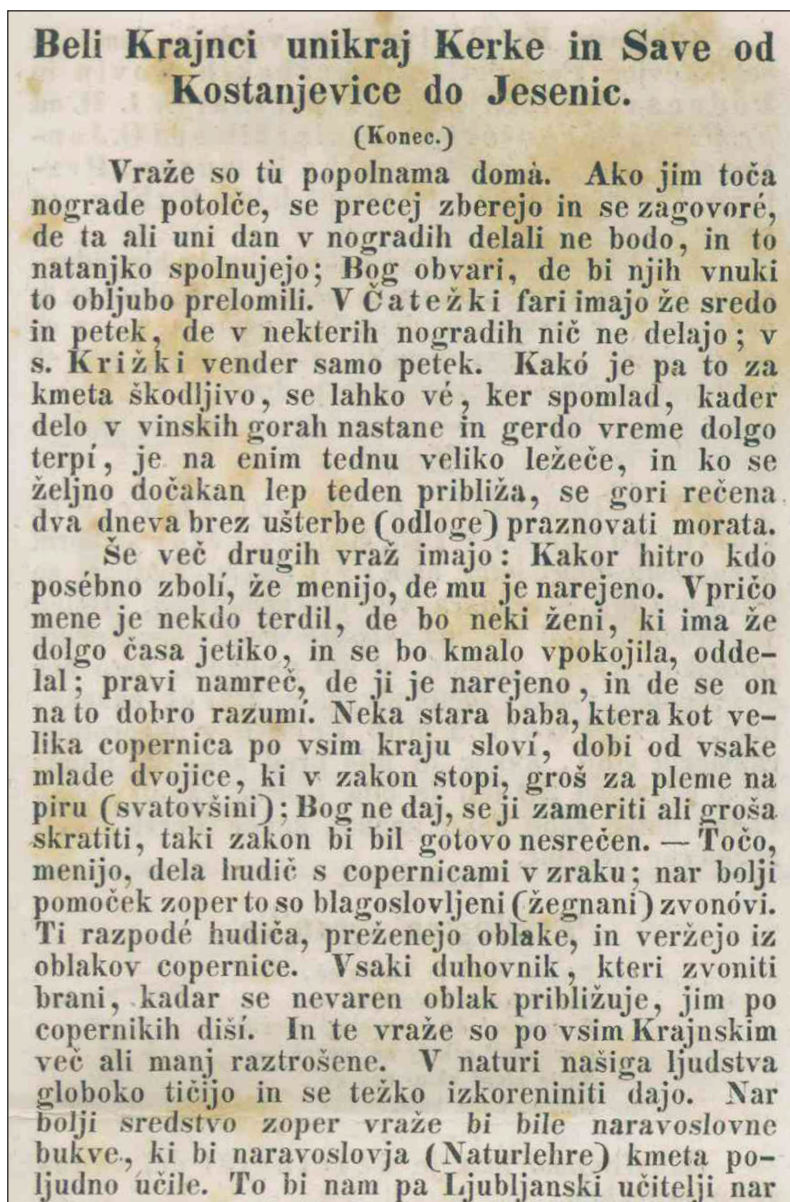 Beli Krajnci unikraj Kerke in Save od
Kostanjevice do Jesenic.
(Konec.)
Vraže so tù popolnama domà. Ako jim toča
nograde potolče, se precej zberejo in se zagovoré,
de ta ali uni dan v nogradih delali ne bodo, in to
natanjko spolnujejo; Bog obvari, de bi njih vnuki
to obljubo prelomili. V Čatežki fari imajo že sredo
in petek, de v nekterih nogradih nič ne delajo; v
s. Križki vender samo petek. Kakó je pa to za
kmeta škodljivo, se lahko vé, ker spomlad, kader
delo v vinskih gorah nastane in gerdo vreme dolgo
terpí, je na enim tednu veliko ležeče, in ko se
željno dočakan lep teden približa, se gori rečena
dva dneva brez ušterbe (odloge) praznovati morata.
Še več drugih vraž imajo: Kakor hitro kdo
posébno zbolí, že menijo, de mu je narejeno. Vpričo
mene je nekdo terdil, de bo neki ženi, ki ima že
dolgo časa jetiko, in se bo kmalo vpokojila, odde-
lal; pravi namreč, de ji je narejeno, in de se on
na to dobro razumí. Neka stara baba, ktera kot ve-
lika copernica po vsim kraju sloví, dobi od vsake
mlade dvojice, ki v zakon stopi, groš za pleme na
piru (svatovšini); Bog ne daj, se ji zameriti ali groša
skratiti, taki zakon bi bil gotovo nesrečen. — Točo,
menijo, dela hudič s copernicami v zraku; nar bolji
pomoček zoper to so blagoslovljeni (žegnani) zvonóvi.
Ti razpodé hudiča, preženejo oblake, in veržejo iz
oblakov copernice. Vsaki duhovnik, kteri zvoniti
brani, kadar se nevaren oblak približuje, jim po
copernikih diší. In te vraže so po vsim Krajnskim
več ali manj raztrošene. V naturi našiga ljudstva
globoko tičijo in se težko izkoreniniti dajo. Nar
bolji sredstvo zoper vraže bi bile naravoslovne
bukve, ki bi naravoslovja (Naturlehre) kmeta po-
ljudno učile. To bi nam pa Ljubljanski učitelji nar